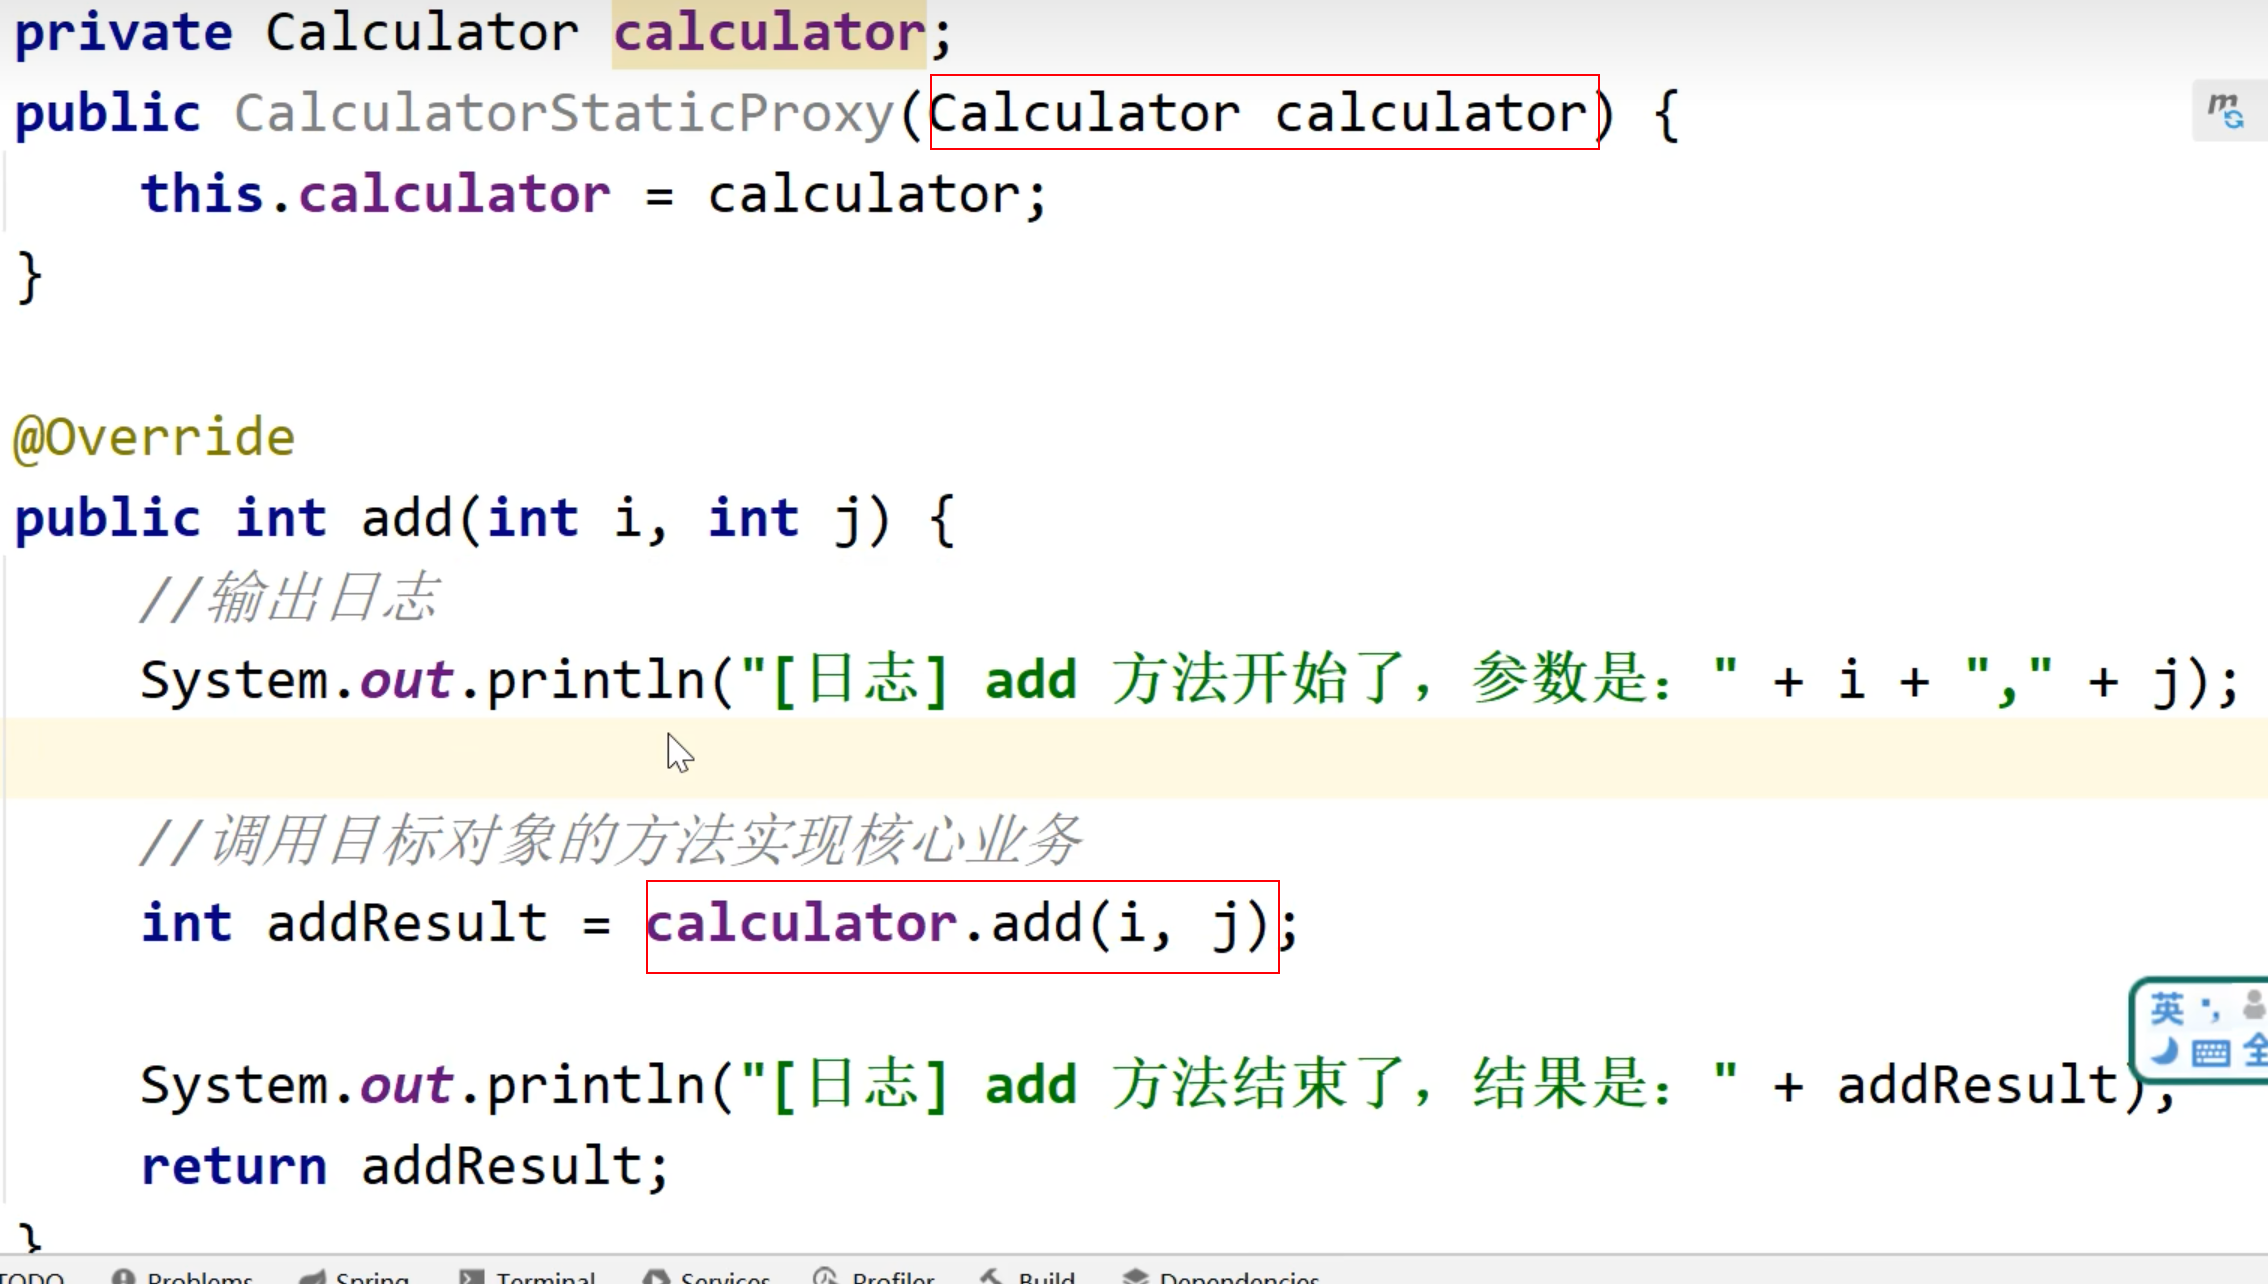 private Calculator calculator;
public CalculatorStaticProxy(Calculator calculator) {
this.calculator = calculator;
}
@Override
public int add(int i, int j) {
//输出日志
System.out.println("[日志] add 方法开始了，参数是：" + i + "," + j);
//调用目标对象的方法实现核心业务
int addResult = calculator.add(i, j);
英
全
System.out.println("[日志] add 方法结束了，结果是：" + addResult);
return addResult;
}
TODO Problems Spring Terminal Services Profiler Build Dependencies